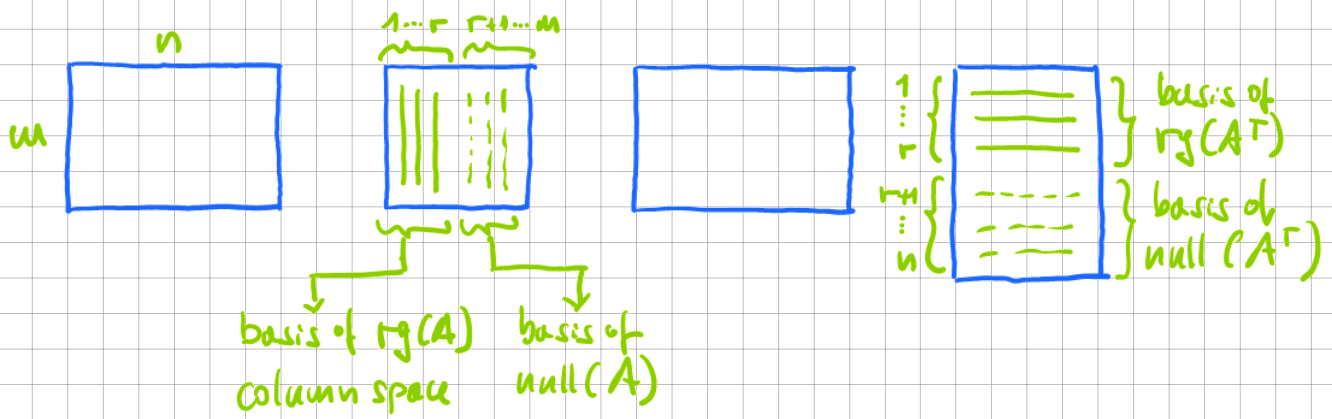 n
m
1...r r+1...m
basis of rg(A)
column space
basis of
null(A)
1
...
r
r+1
...
n
basis of
rg(A^T)
basis of
null(A^T)